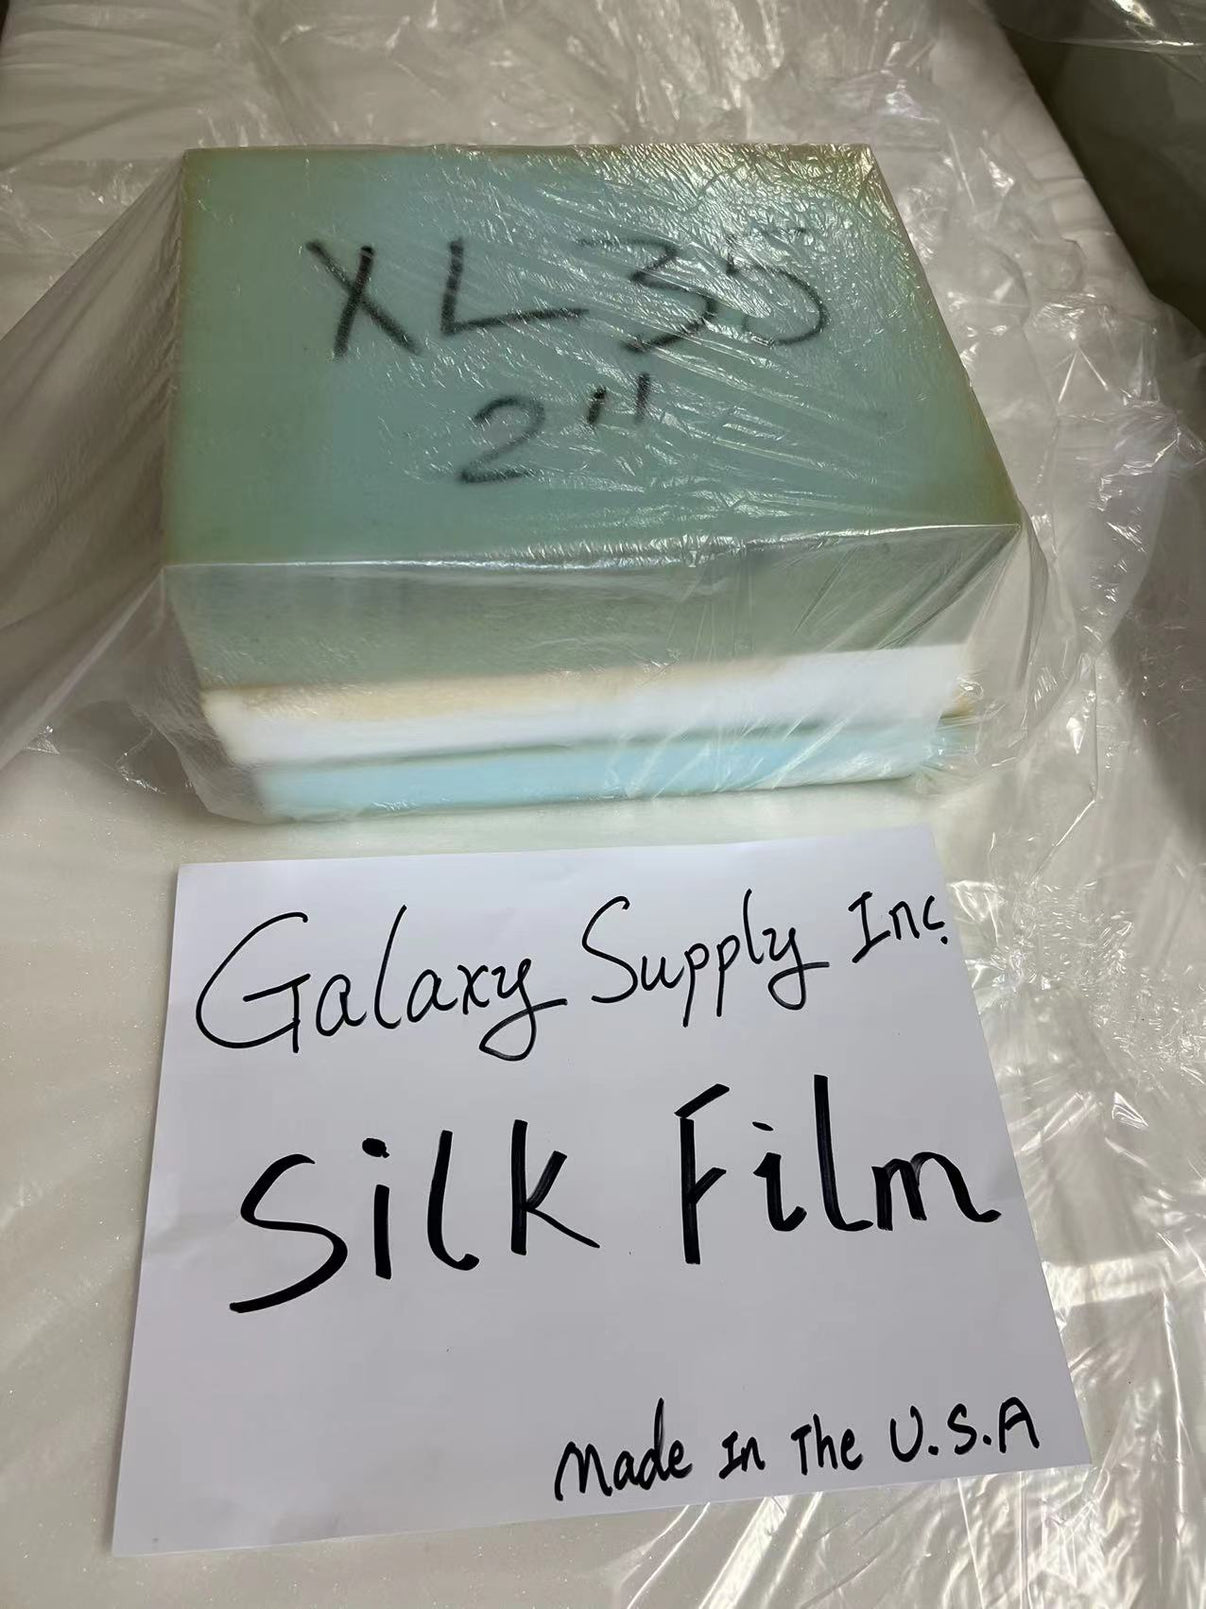 XL35
2"
Galaxy Supply Inc.
Silk Film
Made In The U.S.A